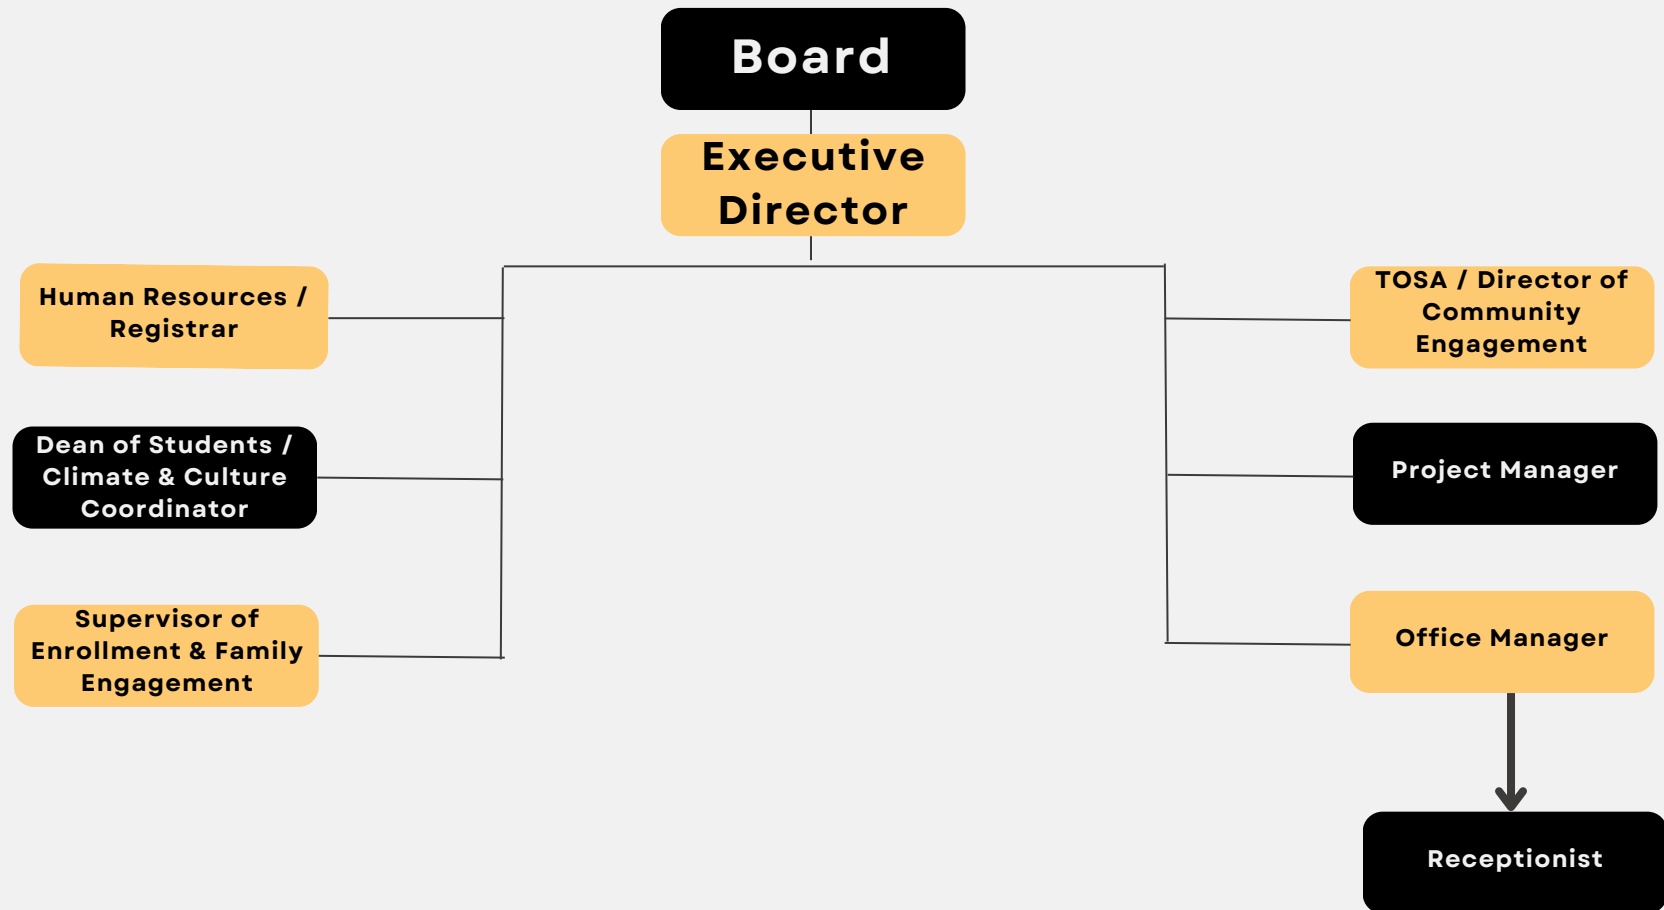 Board
Executive
Director
Human Resources /
Registrar
Dean of Students /
Climate & Culture
Coordinator
Supervisor of
Enrollment & Family
Engagement
TOSA / Director of
Community
Engagement
Project Manager
Office Manager
Receptionist